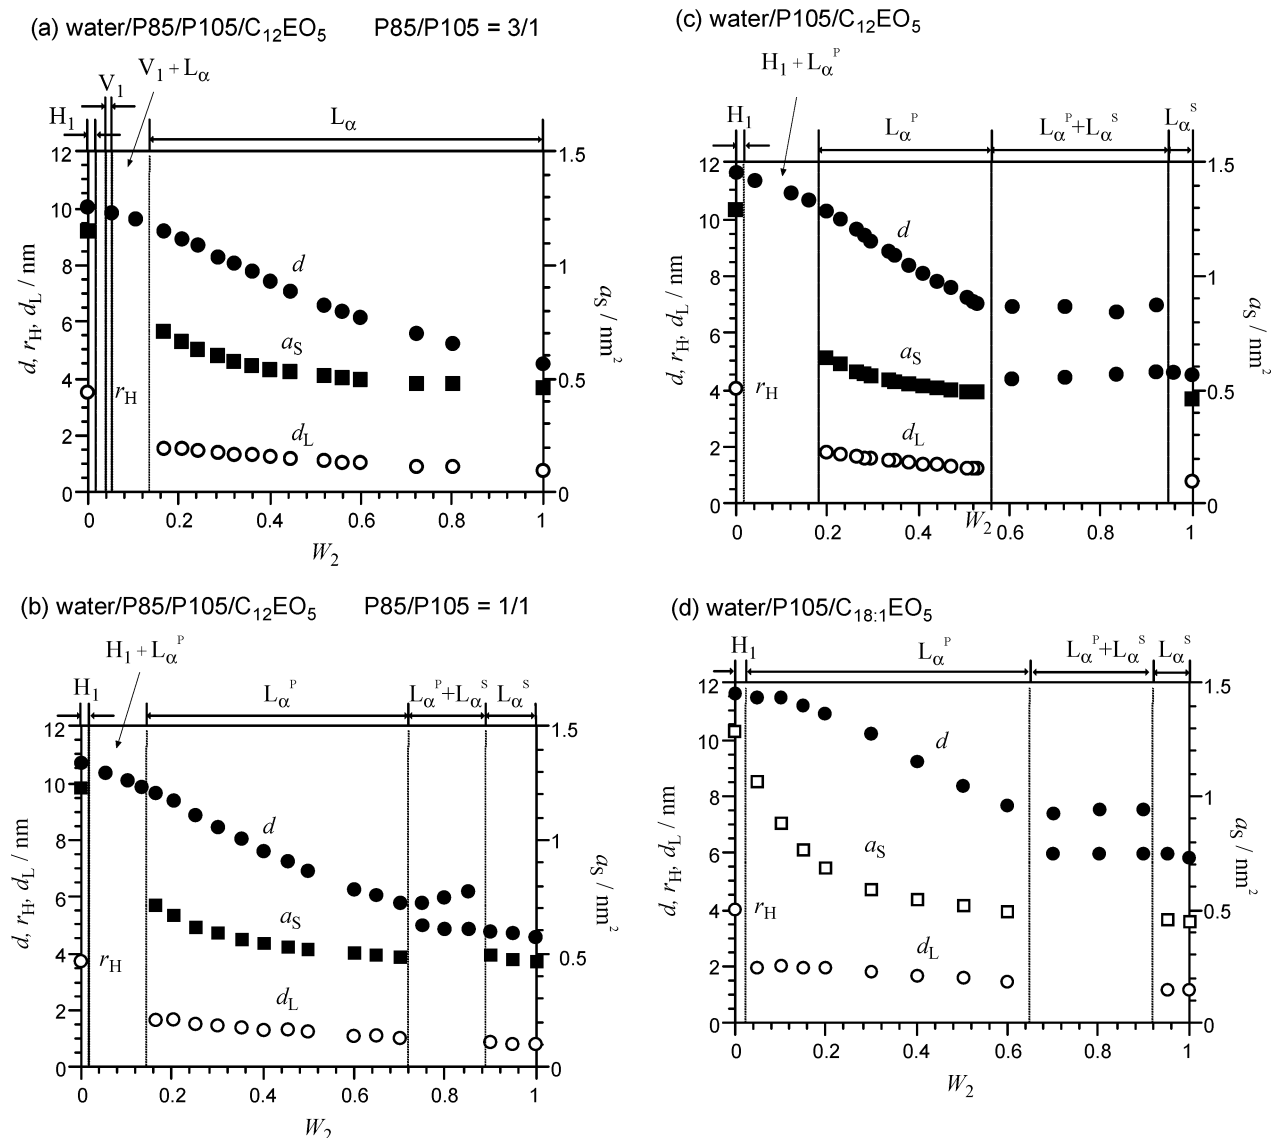 (a) water/P85/P105/C12EO5 P85/P105 = 3/1
V1 + Lα
V1
H1
Lα
12
10
8
6
4
2
0
d, rH, dL / nm
d
aS
rH
dL
1.5
1
0.5
0
aS / nm2
0
0.2
0.4
0.6
0.8
1
W2
(c) water/P105/C12EO5
H1 + LαP
H1
LαP
LαP+LαS
LαS
12
10
8
6
4
2
0
d, rH, dL / nm
d
aS
rH
dL
1.5
1
0.5
0
aS / nm2
0
0.2
0.4
W2
0.6
0.8
1
(b) water/P85/P105/C12EO5 P85/P105 = 1/1
H1 + LαP
H1
LαP
LαP+LαS
LαS
12
10
8
6
4
2
0
d, rH, dL / nm
d
aS
rH
dL
1.5
1
0.5
0
aS / nm2
0
0.2
0.4
0.6
0.8
1
W2
(d) water/P105/C18:1EO5
H1
LαP
LαP+LαS
LαS
12
10
8
6
4
2
0
d, rH, dL / nm
d
aS
rH
dL
1.5
1
0.5
0
aS / nm2
0
0.2
0.4
0.6
0.8
1
W2